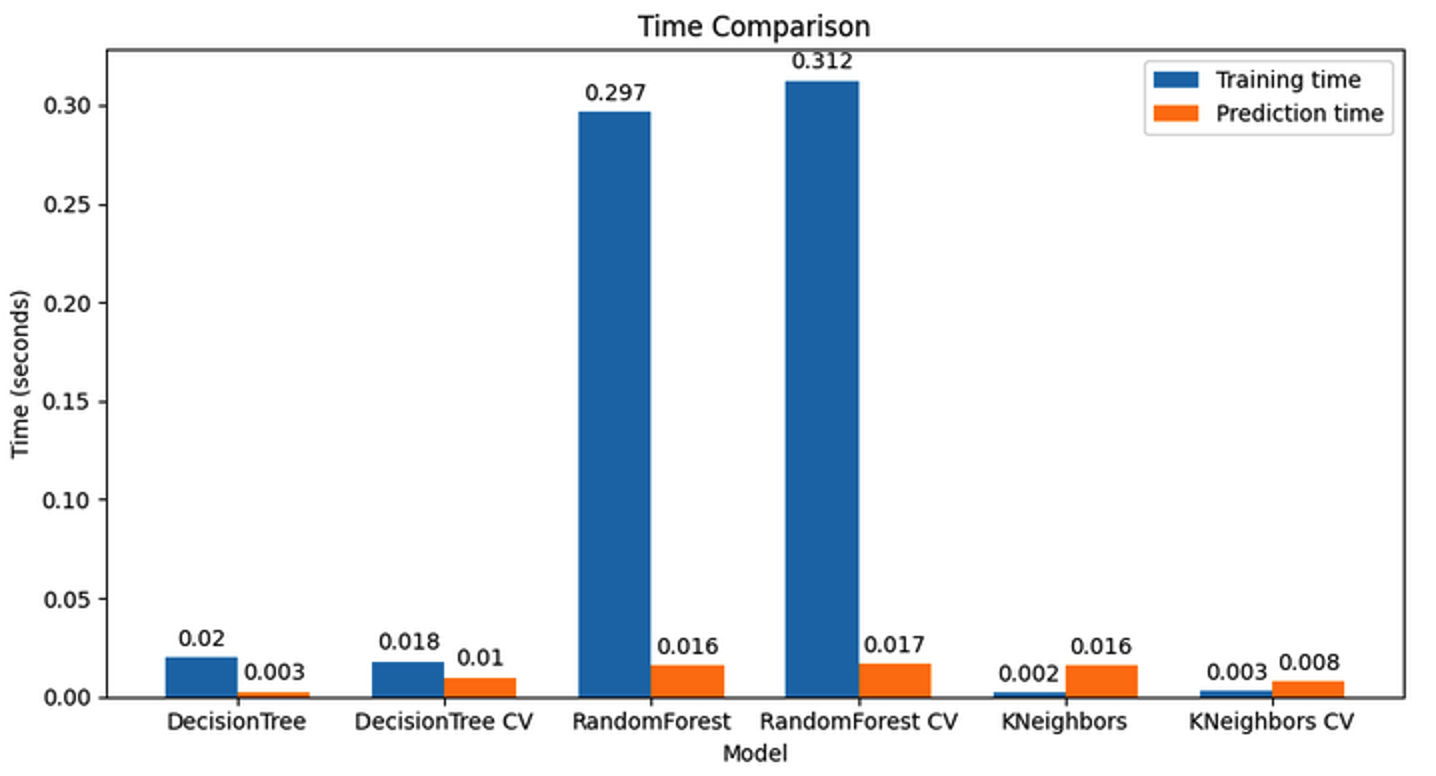 Time Comparison
Training time
Prediction time
Time (seconds)
0.30
0.25
0.20
0.15
0.10
0.05
0.00
0.02
0.003
0.018
0.01
0.297
0.016
0.312
0.017
0.002
0.016
0.003
0.008
DecisionTree
DecisionTree CV
RandomForest
RandomForest CV
KNeighbors
KNeighbors CV
Model